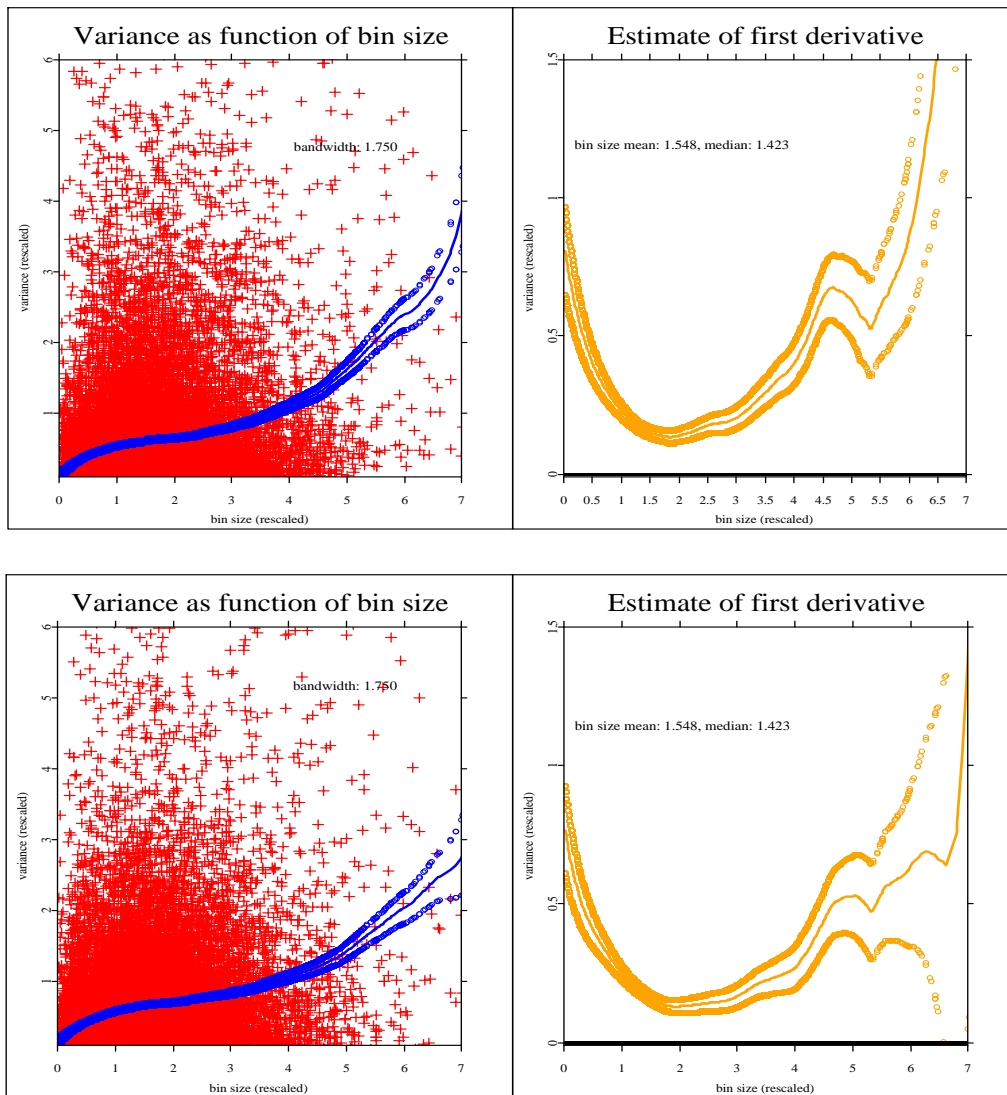 Variance as function of bin size
6
5
4
3
2
1
variance (rescaled)
bandwidth: 1.750
0 1 2 3 4 5 6 7
bin size (rescaled)
Estimate of first derivative
1.5
1
0.5
0
variance (rescaled)
bin size mean: 1.548, median: 1.423
0 0.5 1 1.5 2 2.5 3 3.5 4 4.5 5 5.5 6 6.5 7
bin size (rescaled)
Variance as function of bin size
6
5
4
3
2
1
variance (rescaled)
bandwidth: 1.750
0 1 2 3 4 5 6 7
bin size (rescaled)
Estimate of first derivative
1.5
1
0.5
0
variance (rescaled)
bin size mean: 1.548, median: 1.423
0 1 2 3 4 5 6 7
bin size (rescaled)